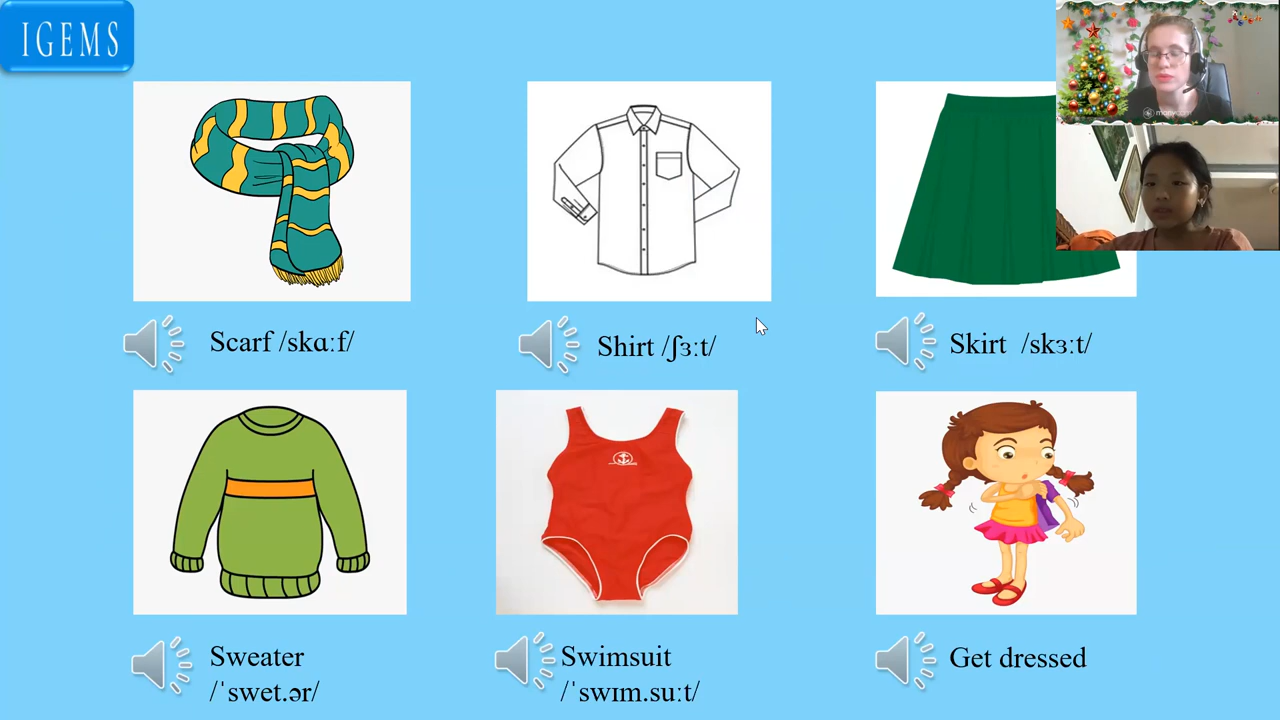 IGEMS
Scarf /skɑːf/
Shirt /ʃɜːt/
Skirt /skɜːt/
Sweater
/ˈswet.ər/
Swimsuit
/ˈswɪm.suːt/
Get dressed